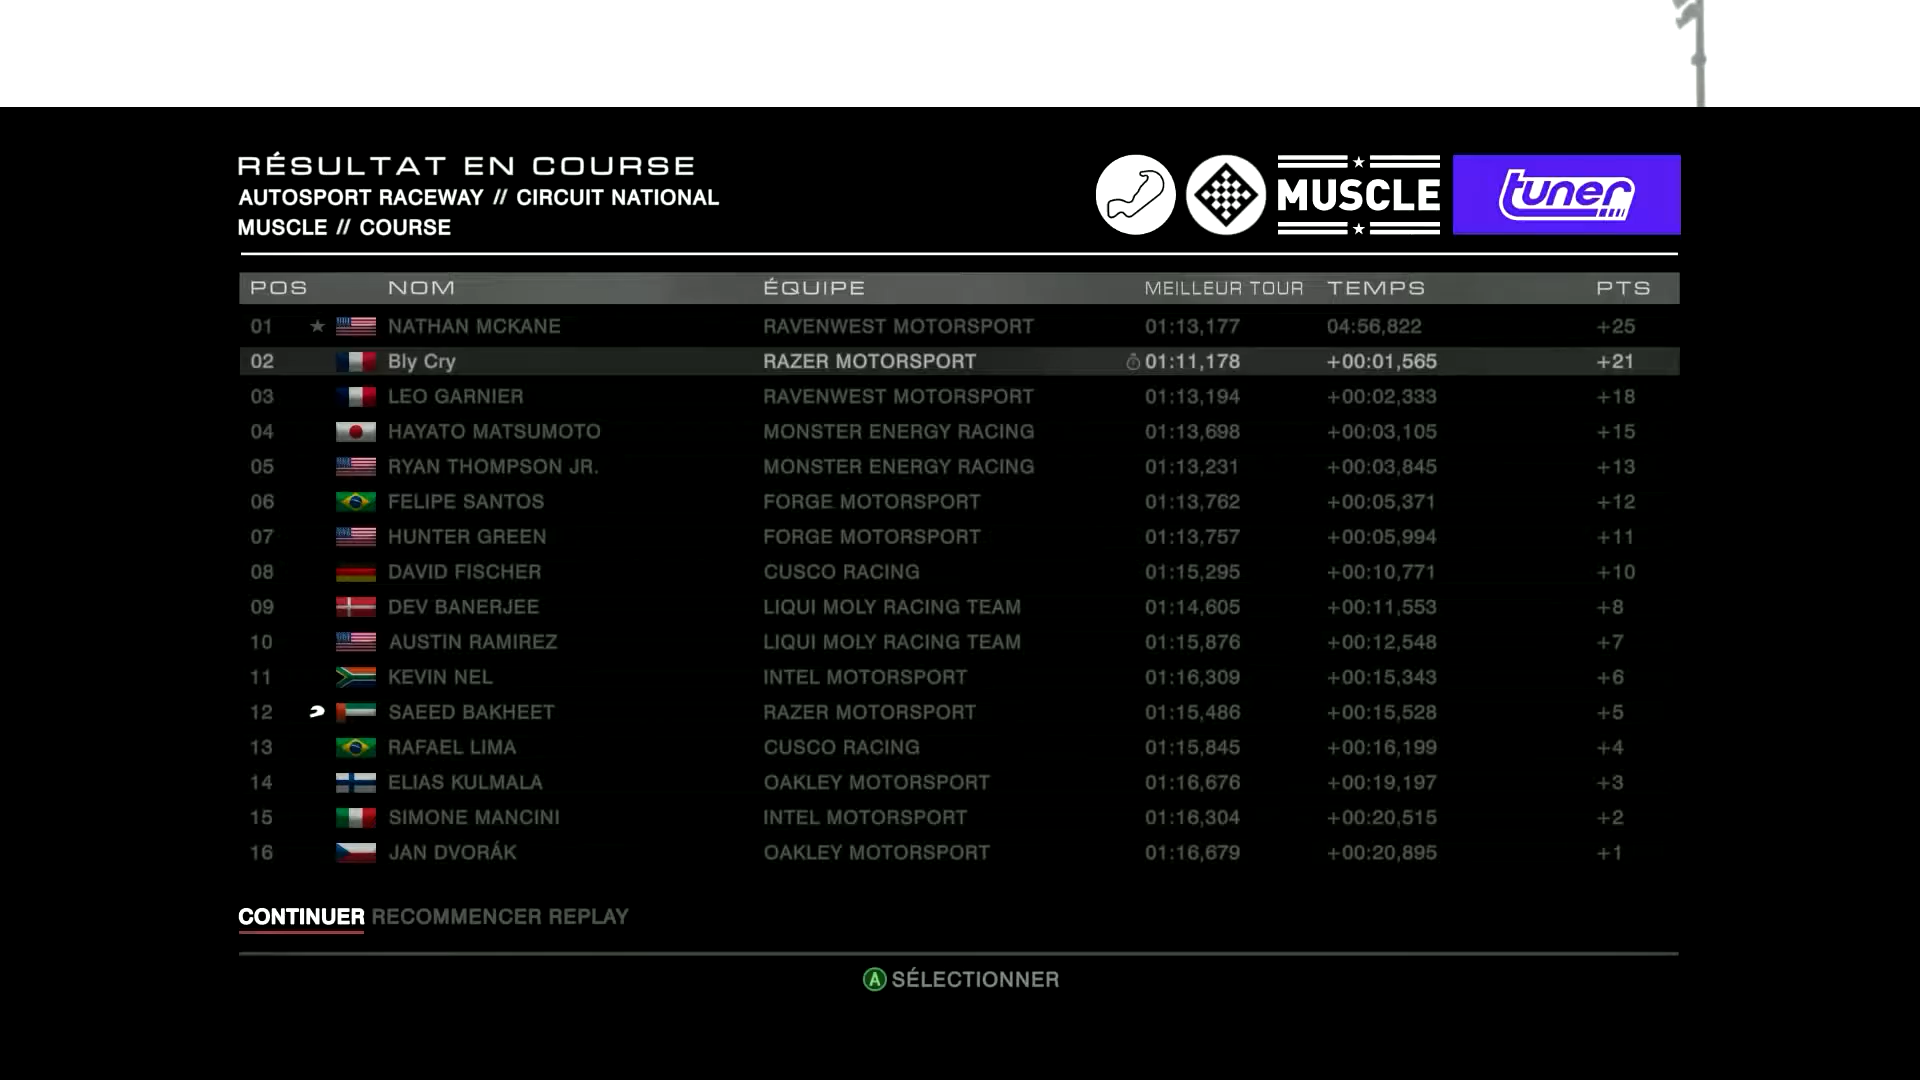 RÉSULTAT EN COURSE
AUTOSPORT RACEWAY // CIRCUIT NATIONAL
MUSCLE // COURSE
MUSCLE
tuner
POS NOM ÉQUIPE MEILLEUR TOUR TEMPS PTS
01 NATHAN MCKANE RAVENWEST MOTORSPORT 01:13,177 04:56,822 +25
02 Bly Cry RAZER MOTORSPORT 01:11,178 +00:01,565 +21
03 LEO GARNIER RAVENWEST MOTORSPORT 01:13,194 +00:02,333 +18
04 HAYATO MATSUMOTO MONSTER ENERGY RACING 01:13,698 +00:03,105 +15
05 RYAN THOMPSON JR. MONSTER ENERGY RACING 01:13,231 +00:03,845 +13
06 FELIPE SANTOS FORGE MOTORSPORT 01:13,762 +00:05,371 +12
07 HUNTER GREEN FORGE MOTORSPORT 01:13,757 +00:05,994 +11
08 DAVID FISCHER CUSCO RACING 01:15,295 +00:10,771 +10
09 DEV BANERJEE LIQUI MOLY RACING TEAM 01:14,605 +00:11,553 +8
10 AUSTIN RAMIREZ LIQUI MOLY RACING TEAM 01:15,876 +00:12,548 +7
11 KEVIN NEL INTEL MOTORSPORT 01:16,309 +00:15,343 +6
12 SAEED BAKHEET RAZER MOTORSPORT 01:15,486 +00:15,528 +5
13 RAFAEL LIMA CUSCO RACING 01:15,845 +00:16,199 +4
14 ELIAS KULMALA OAKLEY MOTORSPORT 01:16,676 +00:19,197 +3
15 SIMONE MANCINI INTEL MOTORSPORT 01:16,304 +00:20,515 +2
16 JAN DVORÁK OAKLEY MOTORSPORT 01:16,679 +00:20,895 +1
CONTINUER RECOMMENCER REPLAY
A SÉLECTIONNER